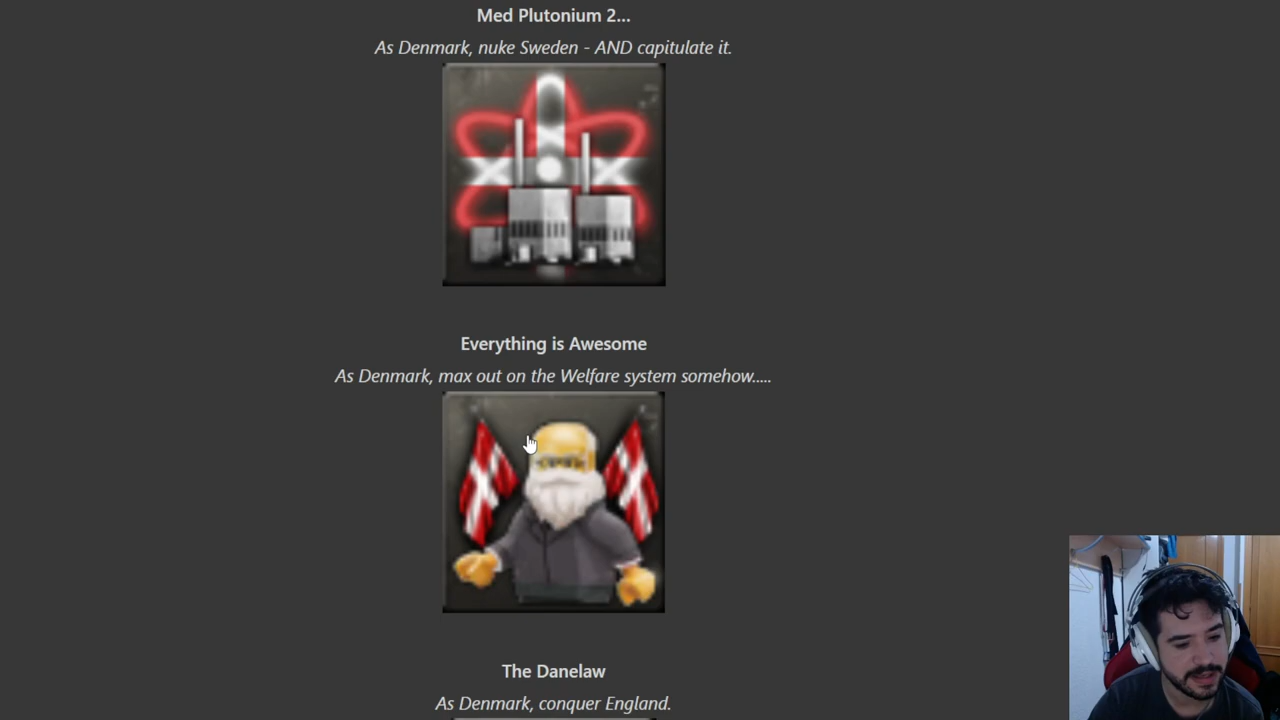 Med Plutonium 2...
As Denmark, nuke Sweden - AND capitulate it.
Everything is Awesome
As Denmark, max out on the Welfare system somehow.....
The Danelaw
As Denmark, conquer England.